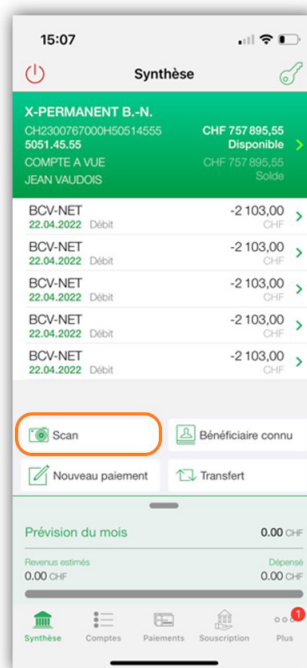 15:07
Synthèse
X-PERMANENT B.-N.
CH2300767000H50514555 CHF 757 895,55
5051.45.55 Disponible
COMPTE A VUE CHF 757 895,55
JEAN VAUDOIS Solde
BCV-NET -2 103,00
22.04.2022 Débit CHF
BCV-NET -2 103,00
22.04.2022 Débit CHF
BCV-NET -2 103,00
22.04.2022 Débit CHF
BCV-NET -2 103,00
22.04.2022 Débit CHF
BCV-NET -2 103,00
22.04.2022 Débit CHF
Scan Bénéficiaire connu
Nouveau paiement Transfert
Prévision du mois 0.00 CHF
Revenus estimés Dépensé
0.00 CHF 0.00 CHF
1
Synthèse Comptes Paiements Souscription Plus